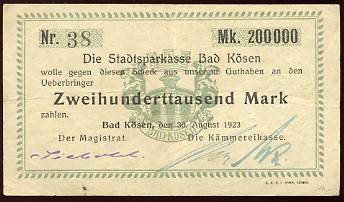 Nr. 38 Mk. 200000
Die Stadtsparkasse Bad Kösen
wolle gegen diesen Scheck aus unserem Guthaben an den
Ueberbringer
Zweihunderttausend Mark
zahlen.
Bad Kösen, den 30. August 1923
Der Magistrat. Die Kämmereikasse.